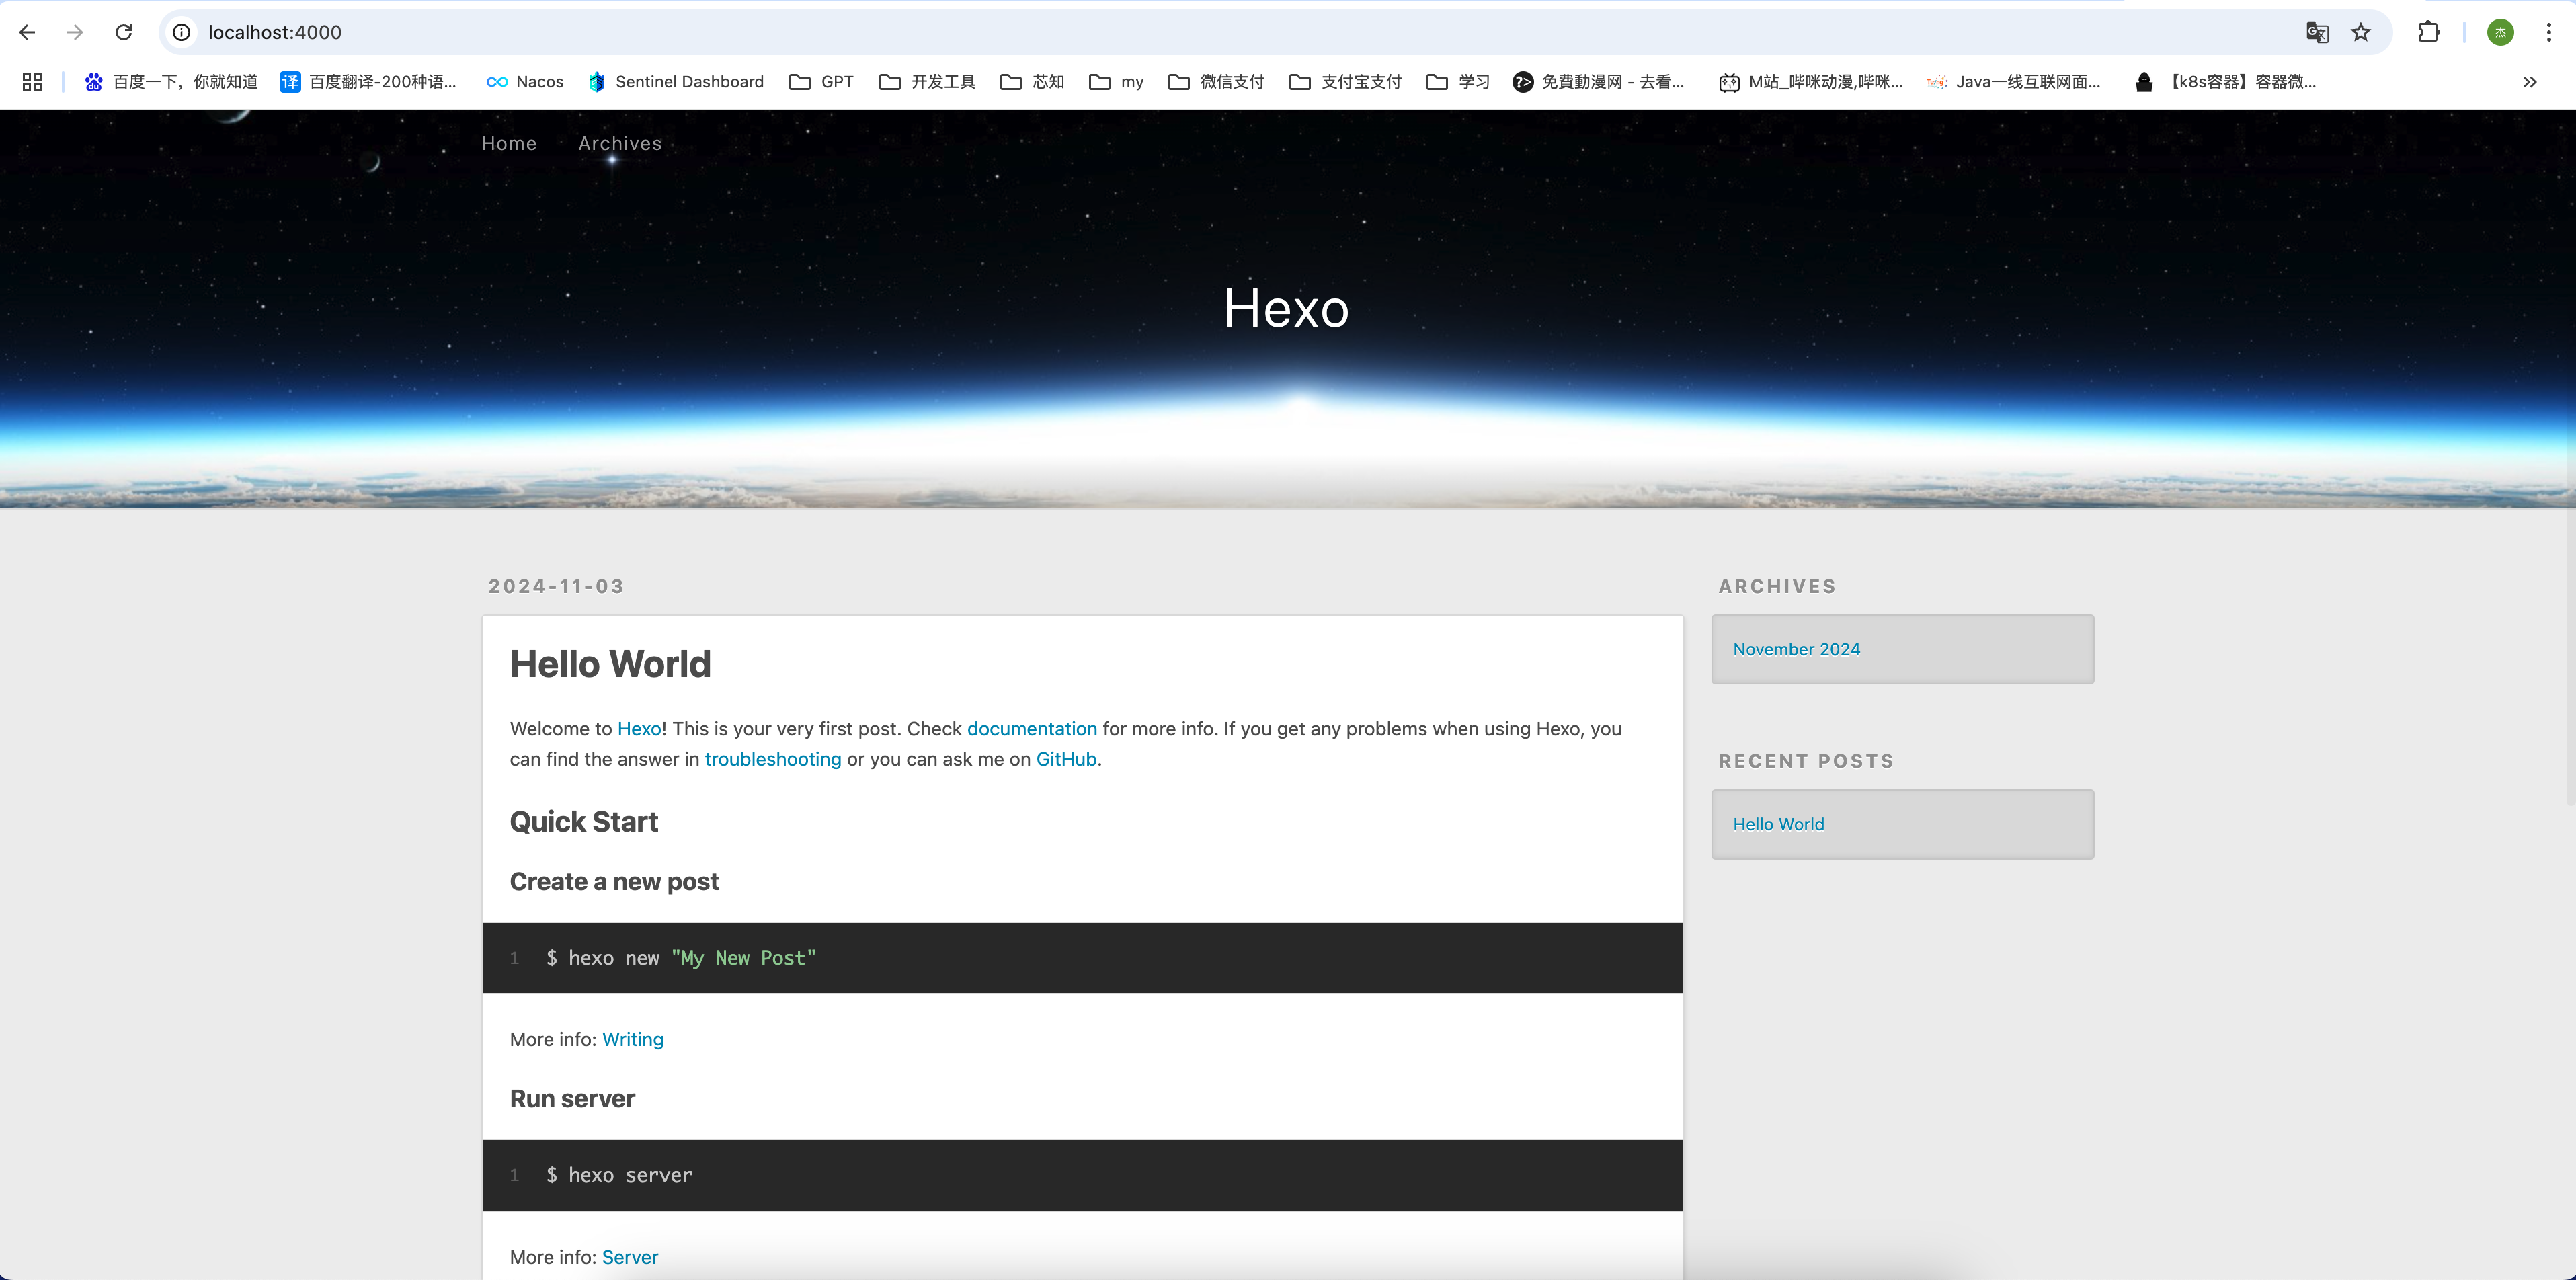 localhost:4000
杰
百度一下，你就知道
译 百度翻译-200种语...
Nacos
Sentinel Dashboard
GPT
开发工具
芯知
my
微信支付
支付宝支付
学习
免費動漫网 - 去看...
M站_哔咪动漫,哔咪...
Java一线互联网面...
【k8s容器】容器微...
Home
Archives
Hexo
2024-11-03
Hello World
Welcome to Hexo! This is your very first post. Check documentation for more info. If you get any problems when using Hexo, you
can find the answer in troubleshooting or you can ask me on GitHub.
Quick Start
Create a new post
1 $ hexo new "My New Post"
More info: Writing
Run server
1 $ hexo server
More info: Server
ARCHIVES
November 2024
RECENT POSTS
Hello World